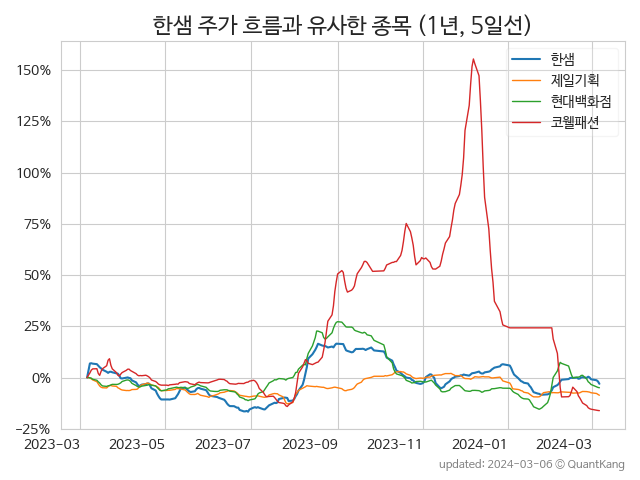 한샘 주가 흐름과 유사한 종목 (1년, 5일선)
한샘
제일기획
현대백화점
코웰패션
150%
125%
100%
75%
50%
25%
0%
−25%
2023-03 2023-05 2023-07 2023-09 2023-11 2024-01 2024-03
updated: 2024-03-06 ⓒ QuantKang